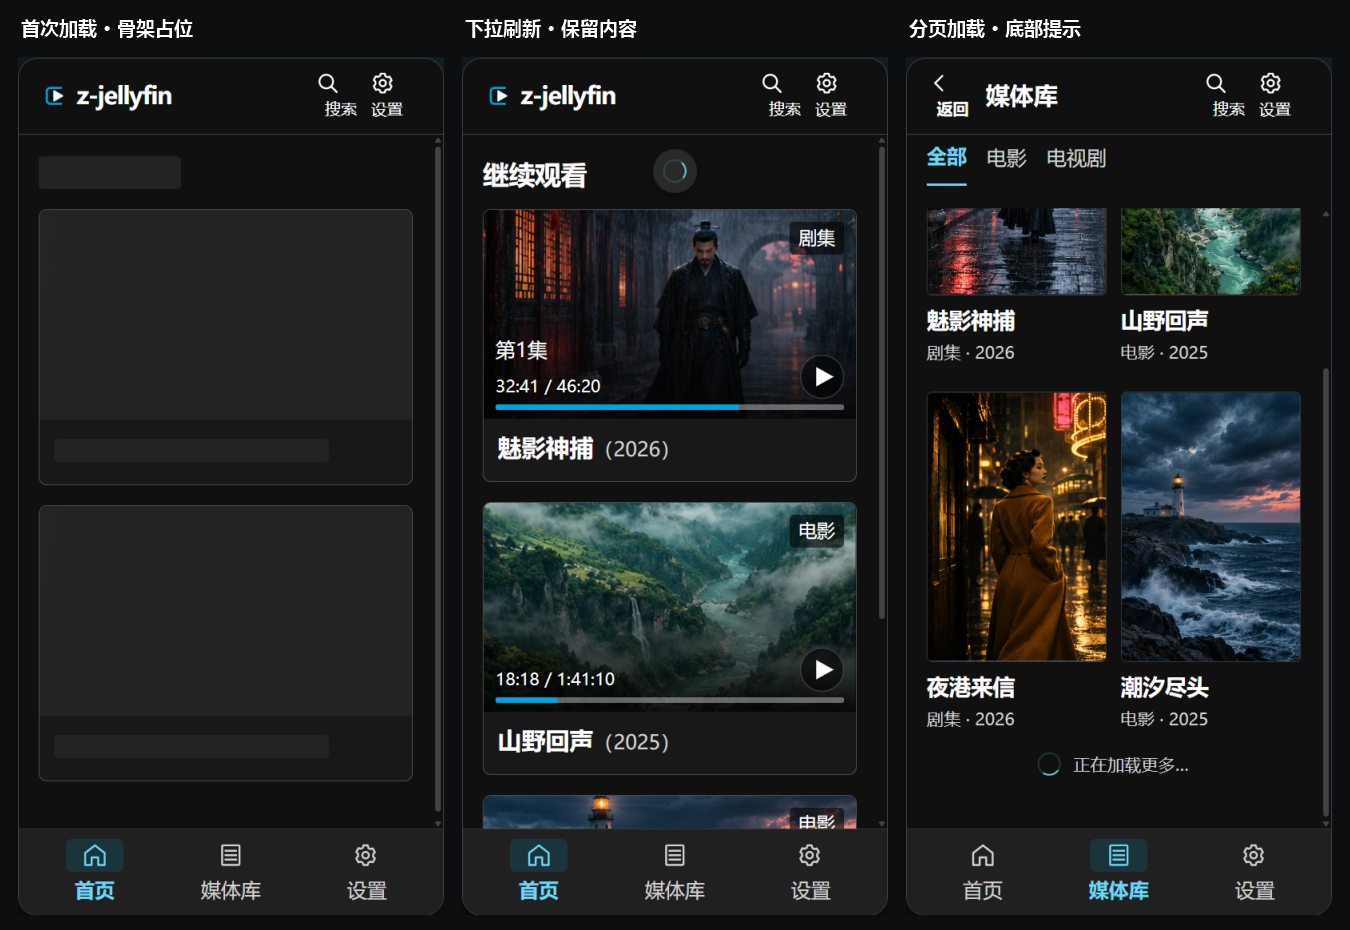 首次加载・骨架占位
z-jellyfin
搜索
设置
首页
媒体库
设置
下拉刷新・保留内容
z-jellyfin
搜索
设置
继续观看
剧集
第1集
32:41 / 46:20
魅影神捕（2026）
电影
18:18 / 1:41:10
山野回声（2025）
电影
首页
媒体库
设置
分页加载・底部提示
返回
媒体库
搜索
设置
全部 电影 电视剧
魅影神捕
剧集 · 2026
山野回声
电影 · 2025
夜港来信
剧集 · 2026
潮汐尽头
电影 · 2025
正在加载更多...
首页
媒体库
设置